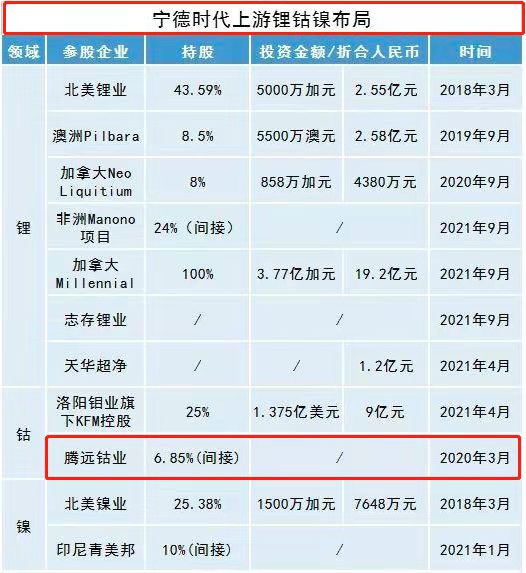 宁德时代上游锂钴镍布局
领域 参股企业 持股 投资金额/折合人民币 时间
锂
北美锂业 43.59% 5000万加元 2.55亿元 2018年3月
澳洲Pilbara 8.5% 5500万澳元 2.58亿元 2019年9月
加拿大Neo
Liquitium 8% 858万加元 4380万元 2020年9月
非洲Manono
项目 24%（间接） / 2021年9月
加拿大
Millennial 100% 3.77亿加元 19.2亿元 2021年9月
志存锂业 / / 2021年9月
天华超净 / / 1.2亿元 2021年4月
钴
洛阳钼业旗
下KFM控股 25% 1.375亿美元 9亿元 2021年4月
腾远钴业 6.85%(间接) / 2020年3月
镍
北美镍业 25.38% 1500万加元 7648万元 2018年3月
印尼青美邦 10%(间接) / 2021年1月